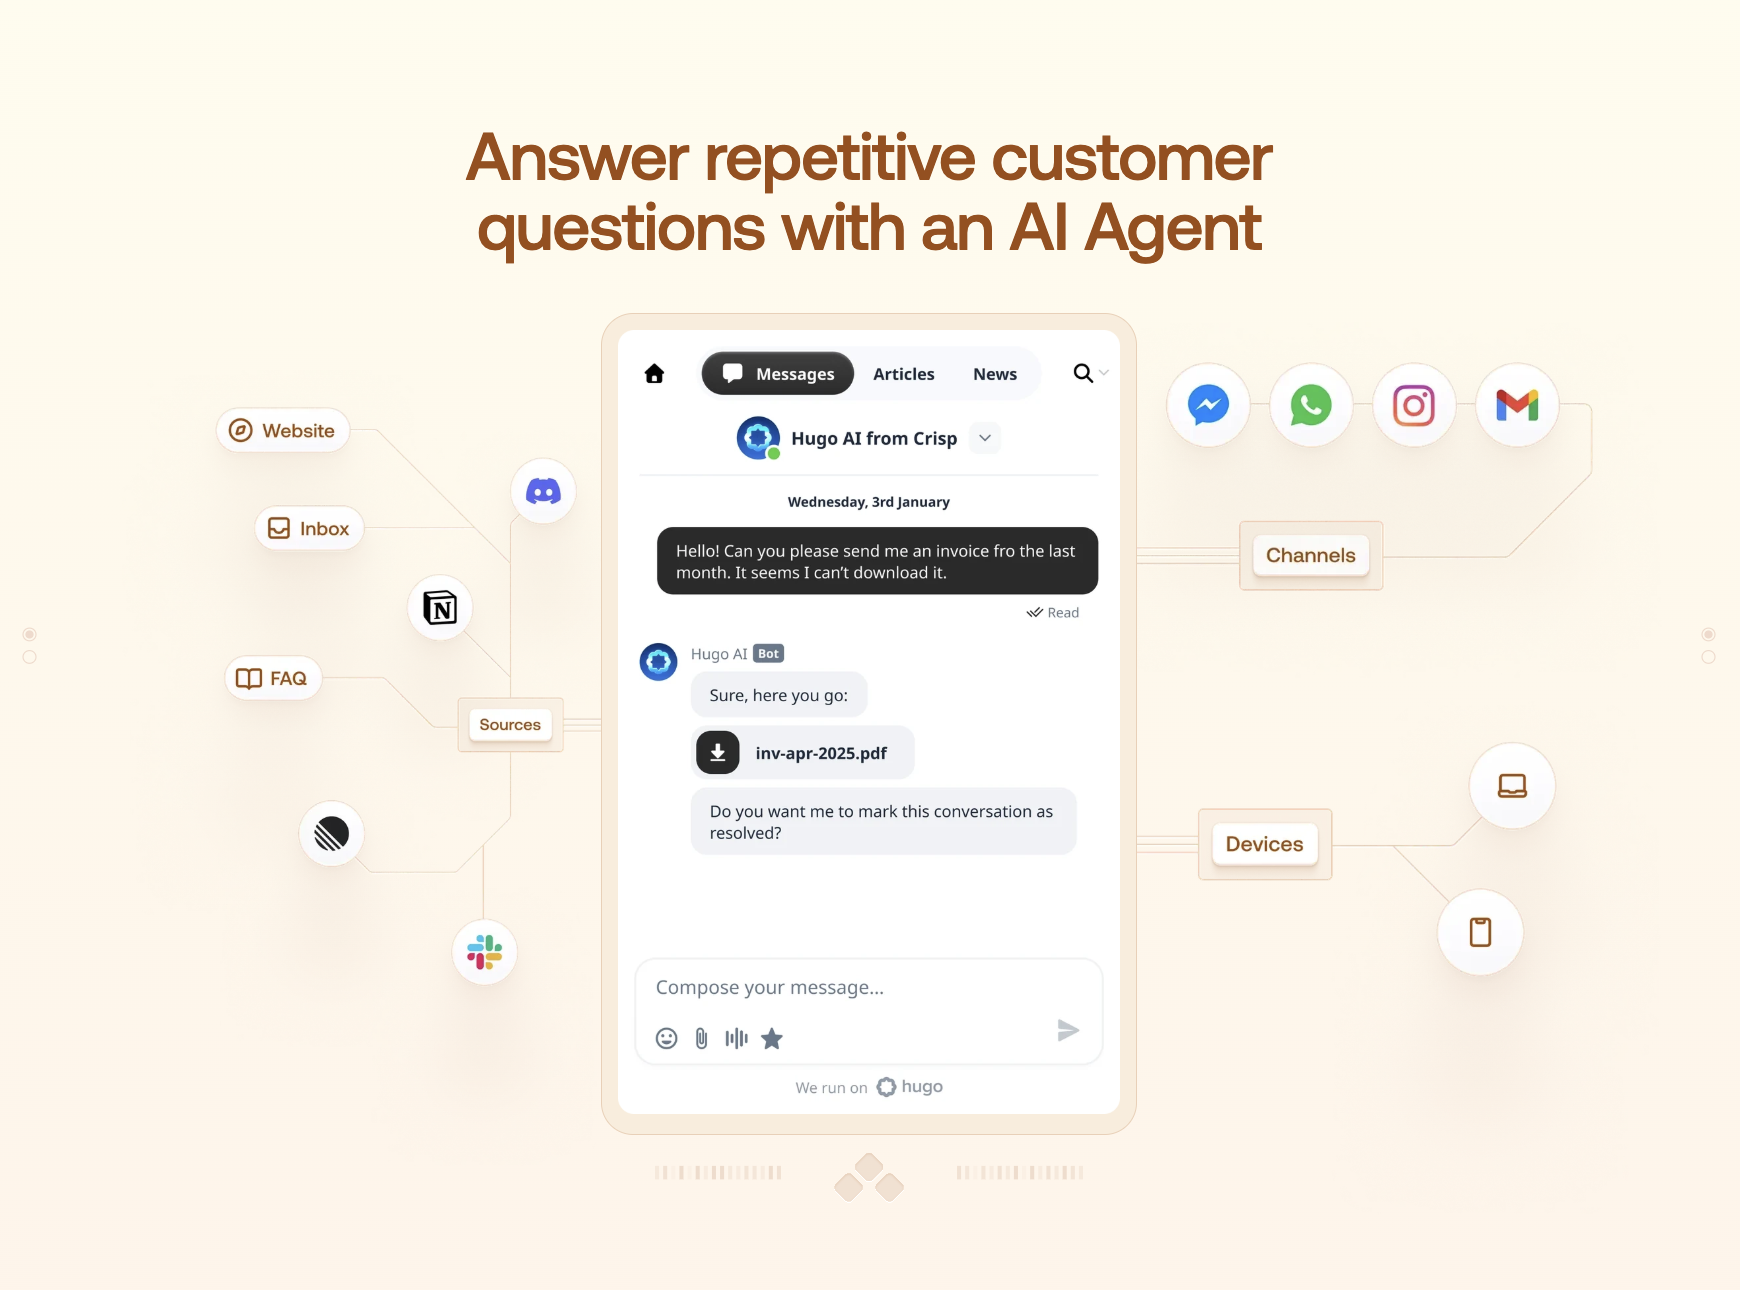 Answer repetitive customer
questions with an AI Agent
Messages
Articles
News
Hugo AI from Crisp
Wednesday, 3rd January
Hello! Can you please send me an invoice fro the last
month. It seems I can’t download it.
Read
Hugo AI Bot
Sure, here you go:
inv-apr-2025.pdf
Do you want me to mark this conversation as
resolved?
Compose your message...
We run on hugo
Website
Inbox
N
FAQ
Sources
Channels
Devices